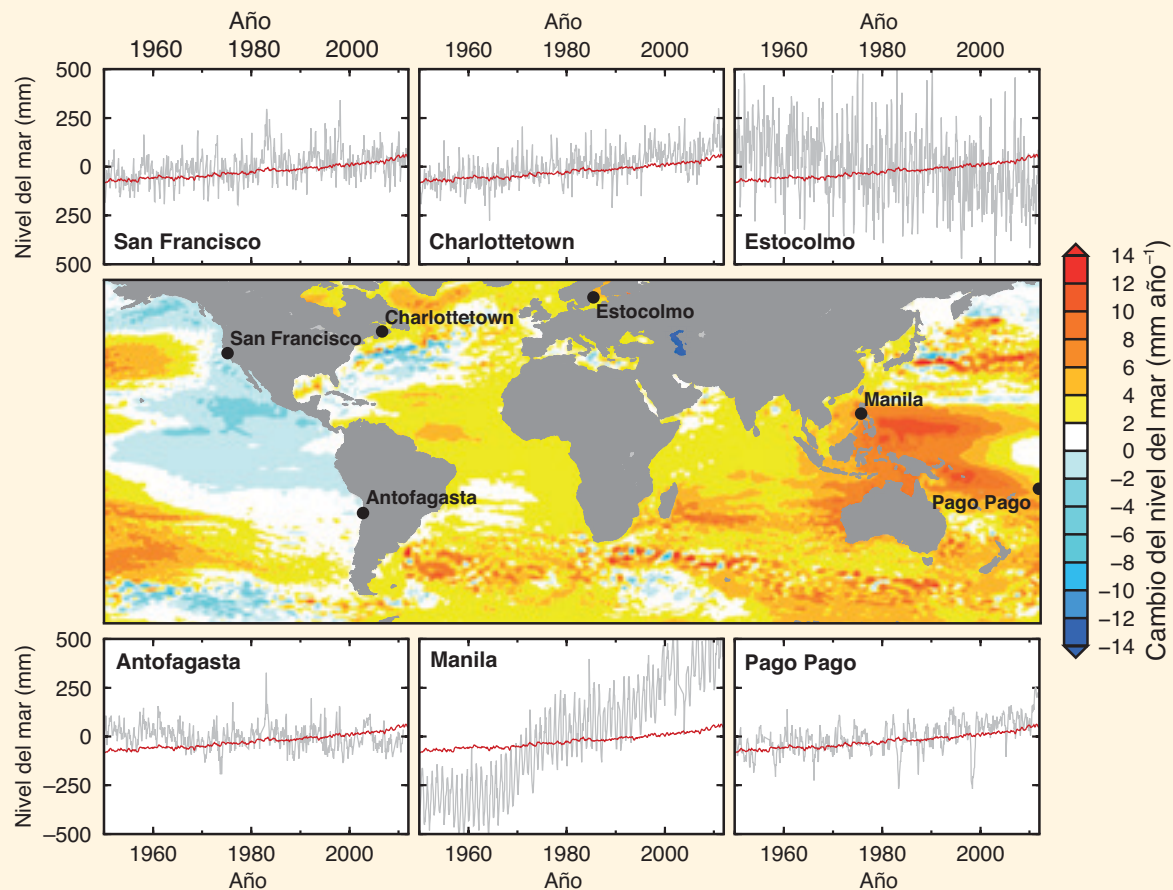 Año Año Año
1960 1980 2000 1960 1980 2000 1960 1980 2000
Nivel del mar (mm)
500
250
0
250
500
San Francisco
Charlottetown
Estocolmo
San Francisco
Charlottetown
Estocolmo
Manila
Antofagasta
Pago Pago
14
12
10
8
6
4
2
0
−2
−4
−6
−8
−10
−12
−14
Cambio del nivel del mar (mm año⁻¹)
Nivel del mar (mm)
500
250
0
−250
−500
Antofagasta
Manila
Pago Pago
1960 1980 2000 1960 1980 2000 1960 1980 2000
Año Año Año